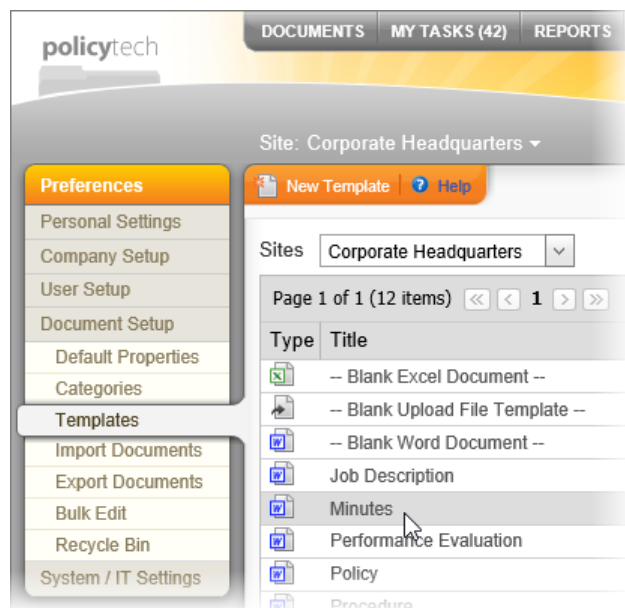 policytech
DOCUMENTS MY TASKS (42) REPORTS
Site: Corporate Headquarters
Preferences
Personal Settings
Company Setup
User Setup
Document Setup
Default Properties
Categories
Templates
Import Documents
Export Documents
Bulk Edit
Recycle Bin
System / IT Settings
New Template Help
Sites Corporate Headquarters
Page 1 of 1 (12 items) 1
Type Title
-- Blank Excel Document --
-- Blank Upload File Template --
-- Blank Word Document --
Job Description
Minutes
Performance Evaluation
Policy
Procedure